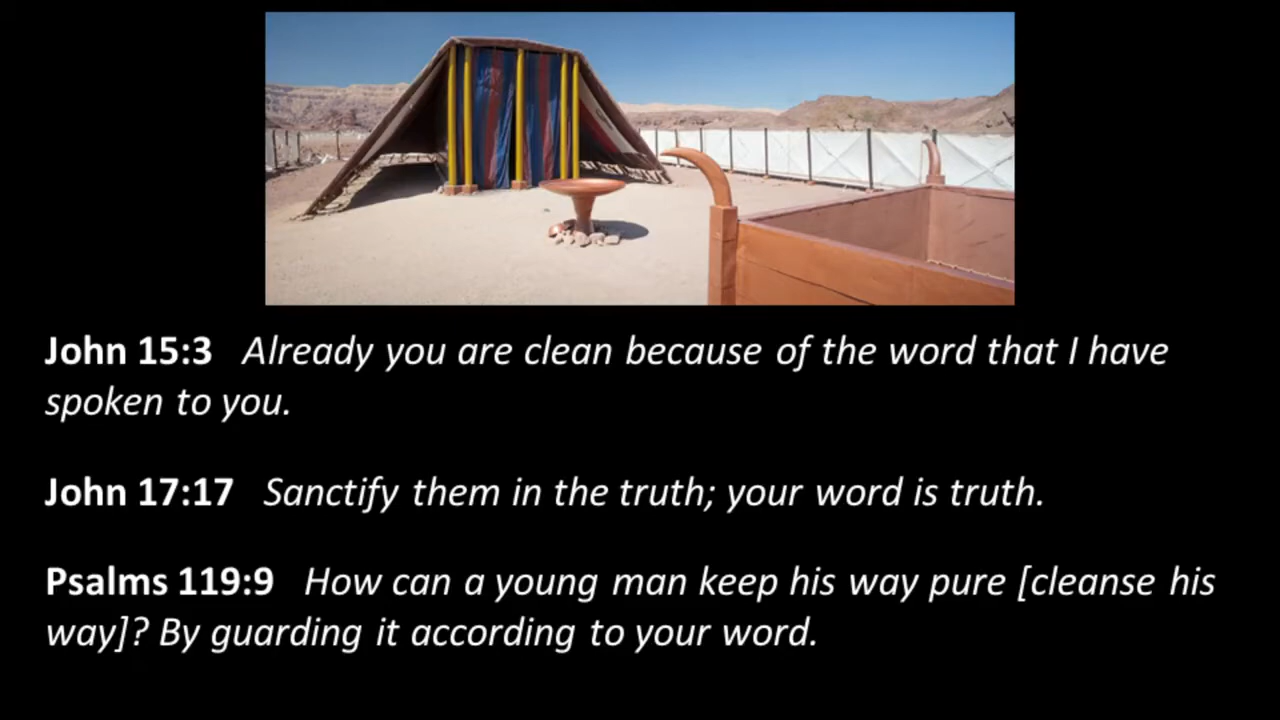 John 15:3 Already you are clean because of the word that I have
spoken to you.
John 17:17 Sanctify them in the truth; your word is truth.
Psalms 119:9 How can a young man keep his way pure [cleanse his
way]? By guarding it according to your word.